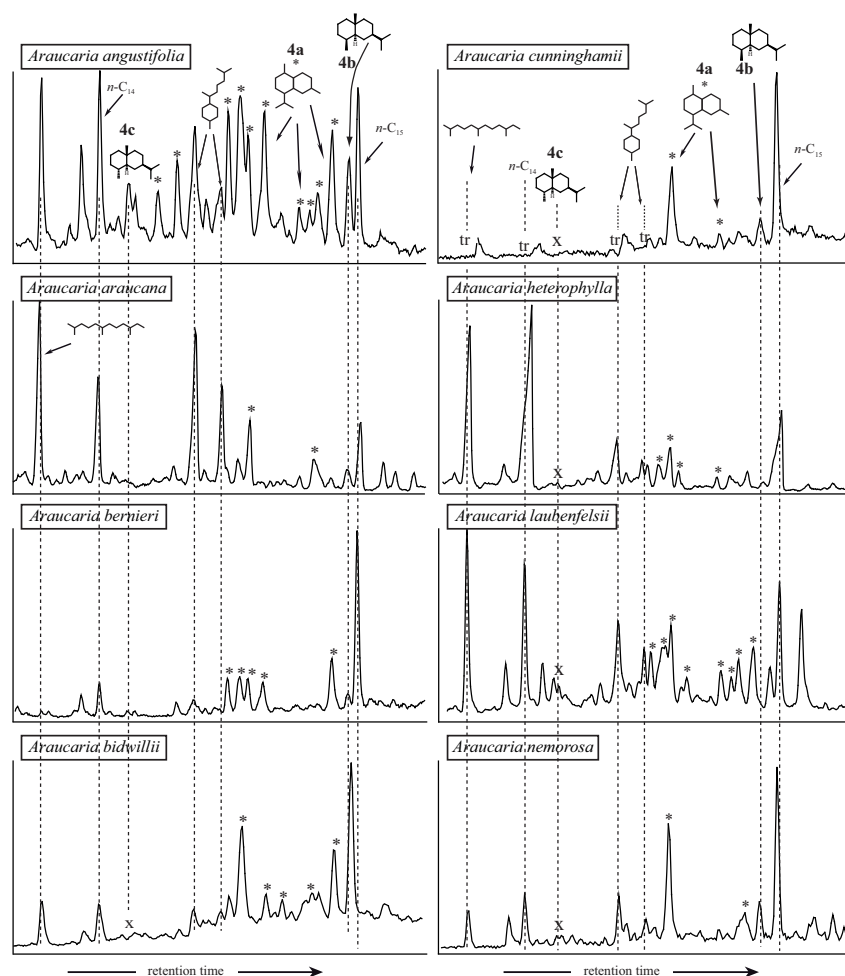 Araucaria angustifolia
n-C14
4c
H
*
*
*
*
*
*
4a
*
*
*
*
*
4b
H
n-C15
Araucaria cunninghamii
tr
n-C14
tr
4c
H
x
tr
tr
*
4a
*
*
4b
H
n-C15
Araucaria araucana
*
*
Araucaria heterophylla
x
*
*
*
*
Araucaria bernieri
* * * *
*
Araucaria laubenfelsii
x
*
*
*
*
*
*
*
*
Araucaria bidwillii
x
*
*
*
*
*
Araucaria nemorosa
x
*
*
retention time
retention time